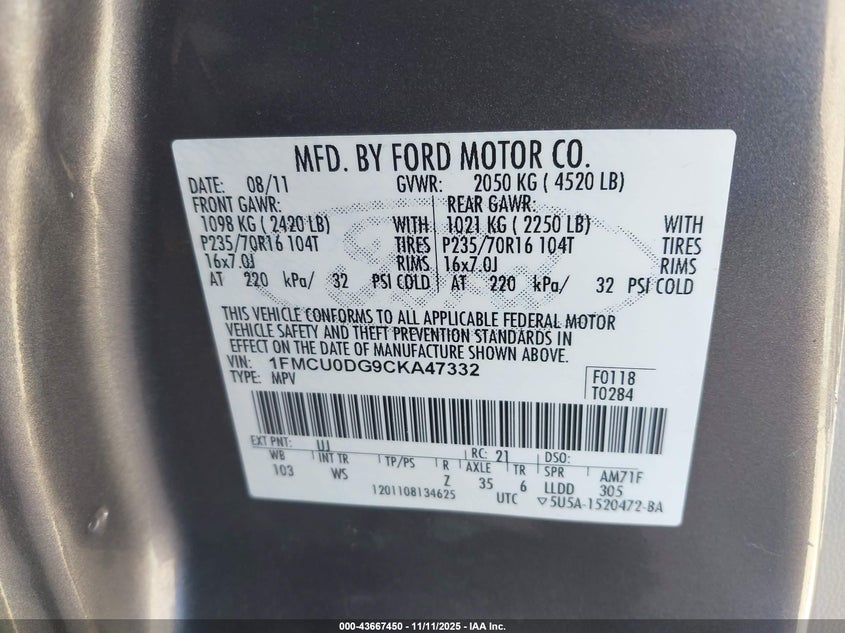 MFD. BY FORD MOTOR CO.
DATE: 08/11 GVWR: 2050 KG ( 4520 LB)
FRONT GAWR: REAR GAWR:
1098 KG ( 2420 LB) WITH 1021 KG ( 2250 LB) WITH
P235/70R16 104T TIRES P235/70R16 104T TIRES
16x7.0J RIMS 16x7.0J RIMS
AT 220 kPa/ 32 PSI COLD AT 220 kPa/ 32 PSI COLD
THIS VEHICLE CONFORMS TO ALL APPLICABLE FEDERAL MOTOR
VEHICLE SAFETY AND THEFT PREVENTION STANDARDS IN
EFFECT ON THE DATE OF MANUFACTURE SHOWN ABOVE.
VIN: 1FMCU0DG9CKA47332
TYPE: MPV
F0118
T0284
EXT PNT: UJ RC: 21 DSO:
WB INT TR TP/PS R AXLE TR SPR AM71F
103 WS Z 35 6 LLDD 305
1201108134625 UTC ▽5U5A-1520472-BA
000-43667450 - 11/11/2025 - IAA Inc.